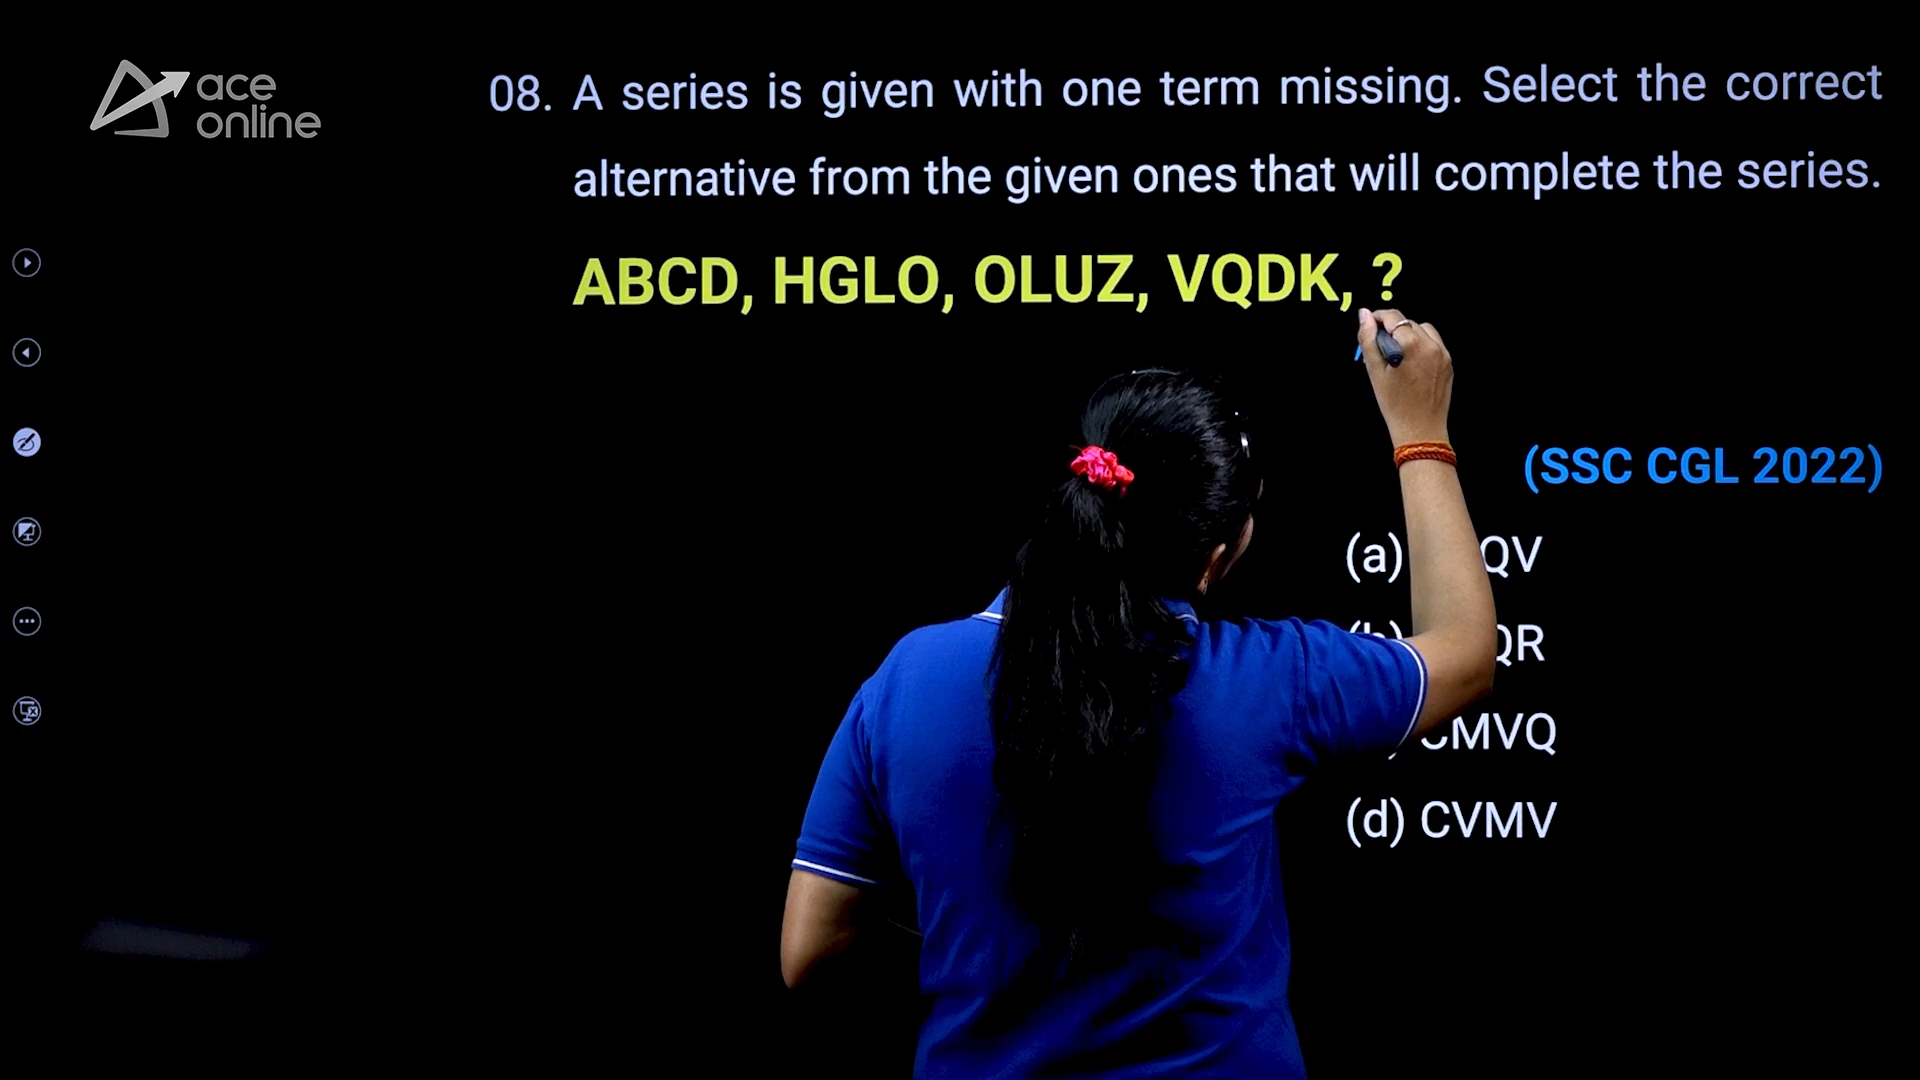 ace
online
08. A series is given with one term missing. Select the correct
alternative from the given ones that will complete the series.
ABCD, HGLO, OLUZ, VQDK, ?
(SSC CGL 2022)
(a) QV
QR
CMVQ
(d) CVMV